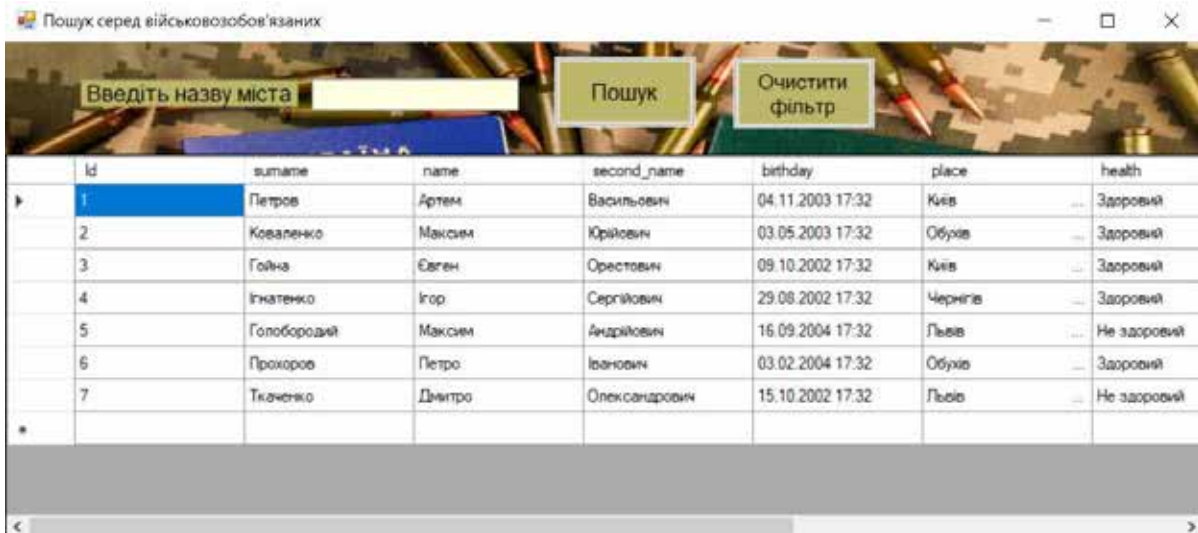 Пошук серед військовозобов'язаних
Введіть назву міста Пошук Очистити фільтр
Id surname name second_name birthday place health
1 Петров Артем Васильович 04.11.2003 17:32 Київ ... Здоровий
2 Коваленко Максим Юрійович 03.05.2003 17:32 Обухів ... Здоровий
3 Гойна Євген Орестович 09.10.2002 17:32 Київ ... Здоровий
4 Ігнатенко Ігор Сергійович 29.08.2002 17:32 Чернігів ... Здоровий
5 Голобородий Максим Андрійович 16.09.2004 17:32 Львів ... Не здоровий
6 Прохоров Петро Іванович 03.02.2004 17:32 Обухів ... Здоровий
7 Ткаченко Дмитро Олександрович 15.10.2002 17:32 Львів ... Не здоровий